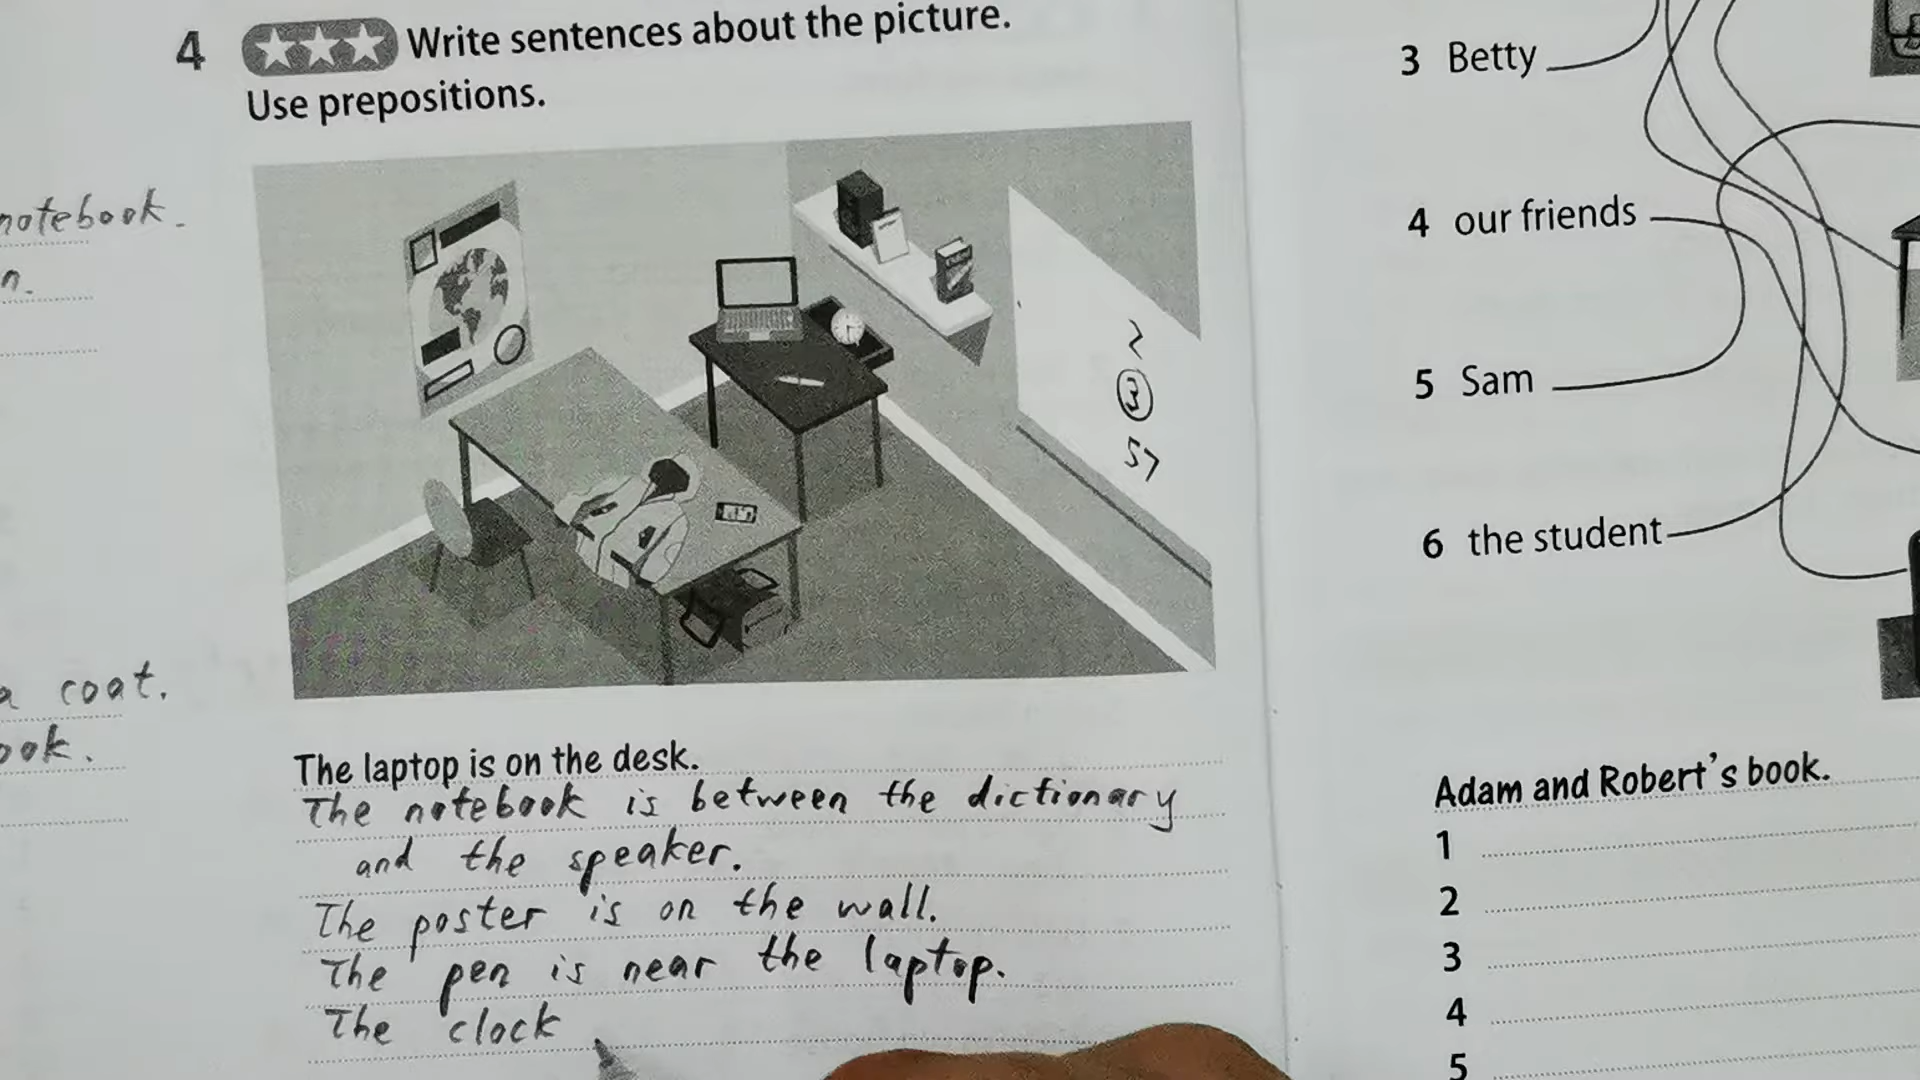 4 Write sentences about the picture.
Use prepositions.
notebook.
n.
a coat.
ook.
2
3
57
The laptop is on the desk.
The notebook is between the dictionary
and the speaker.
The poster is on the wall.
The pen is near the laptop.
The clock
3 Betty
4 our friends
5 Sam
6 the student
Adam and Robert's book.
1
2
3
4
5